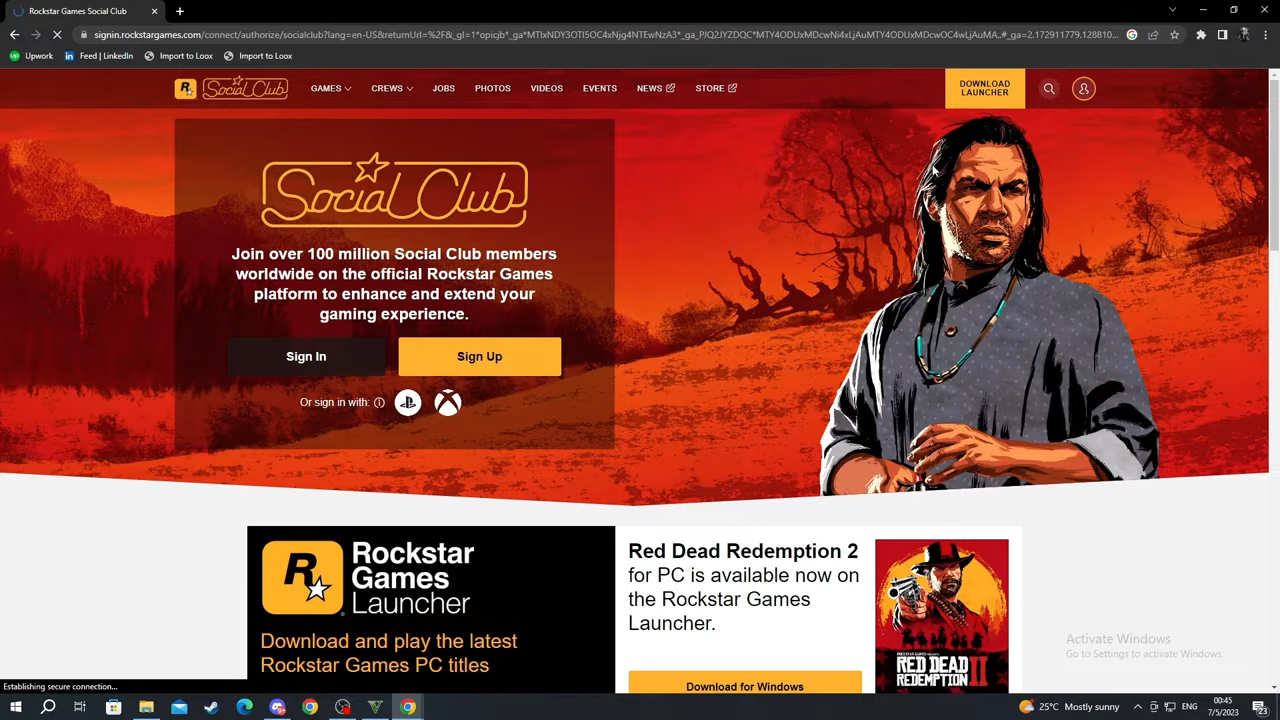 Rockstar Games Social Club
signin.rockstargames.com/connect/authorize/socialclub?lang=en-US&returnUrl=%2F&_gl=1*opicjb*_ga*MTIxNDY3OTI5OC4xNjg4NTEwNzA3*_ga_PJQ2JYZDQC*MTY4ODUxMDcwNi4xLjAuMTY4ODUxMDcwOC4wLjAuMA..#_ga=2.172911779.128810...
Upwork
Feed | LinkedIn
Import to Loox
Import to Loox
R Social Club
GAMES
CREWS
JOBS
PHOTOS
VIDEOS
EVENTS
NEWS
STORE
DOWNLOAD
LAUNCHER
Social Club
Join over 100 million Social Club members
worldwide on the official Rockstar Games
platform to enhance and extend your
gaming experience.
Sign In
Sign Up
Or sign in with:
R
Rockstar
Games
Launcher
Download and play the latest
Rockstar Games PC titles
Red Dead Redemption 2
for PC is available now on
the Rockstar Games
Launcher.
Download for Windows
RED DEAD
REDEMPTION II
Activate Windows
Go to Settings to activate Windows.
Establishing secure connection...
25°C Mostly sunny
ENG
00:45
7/5/2023
23